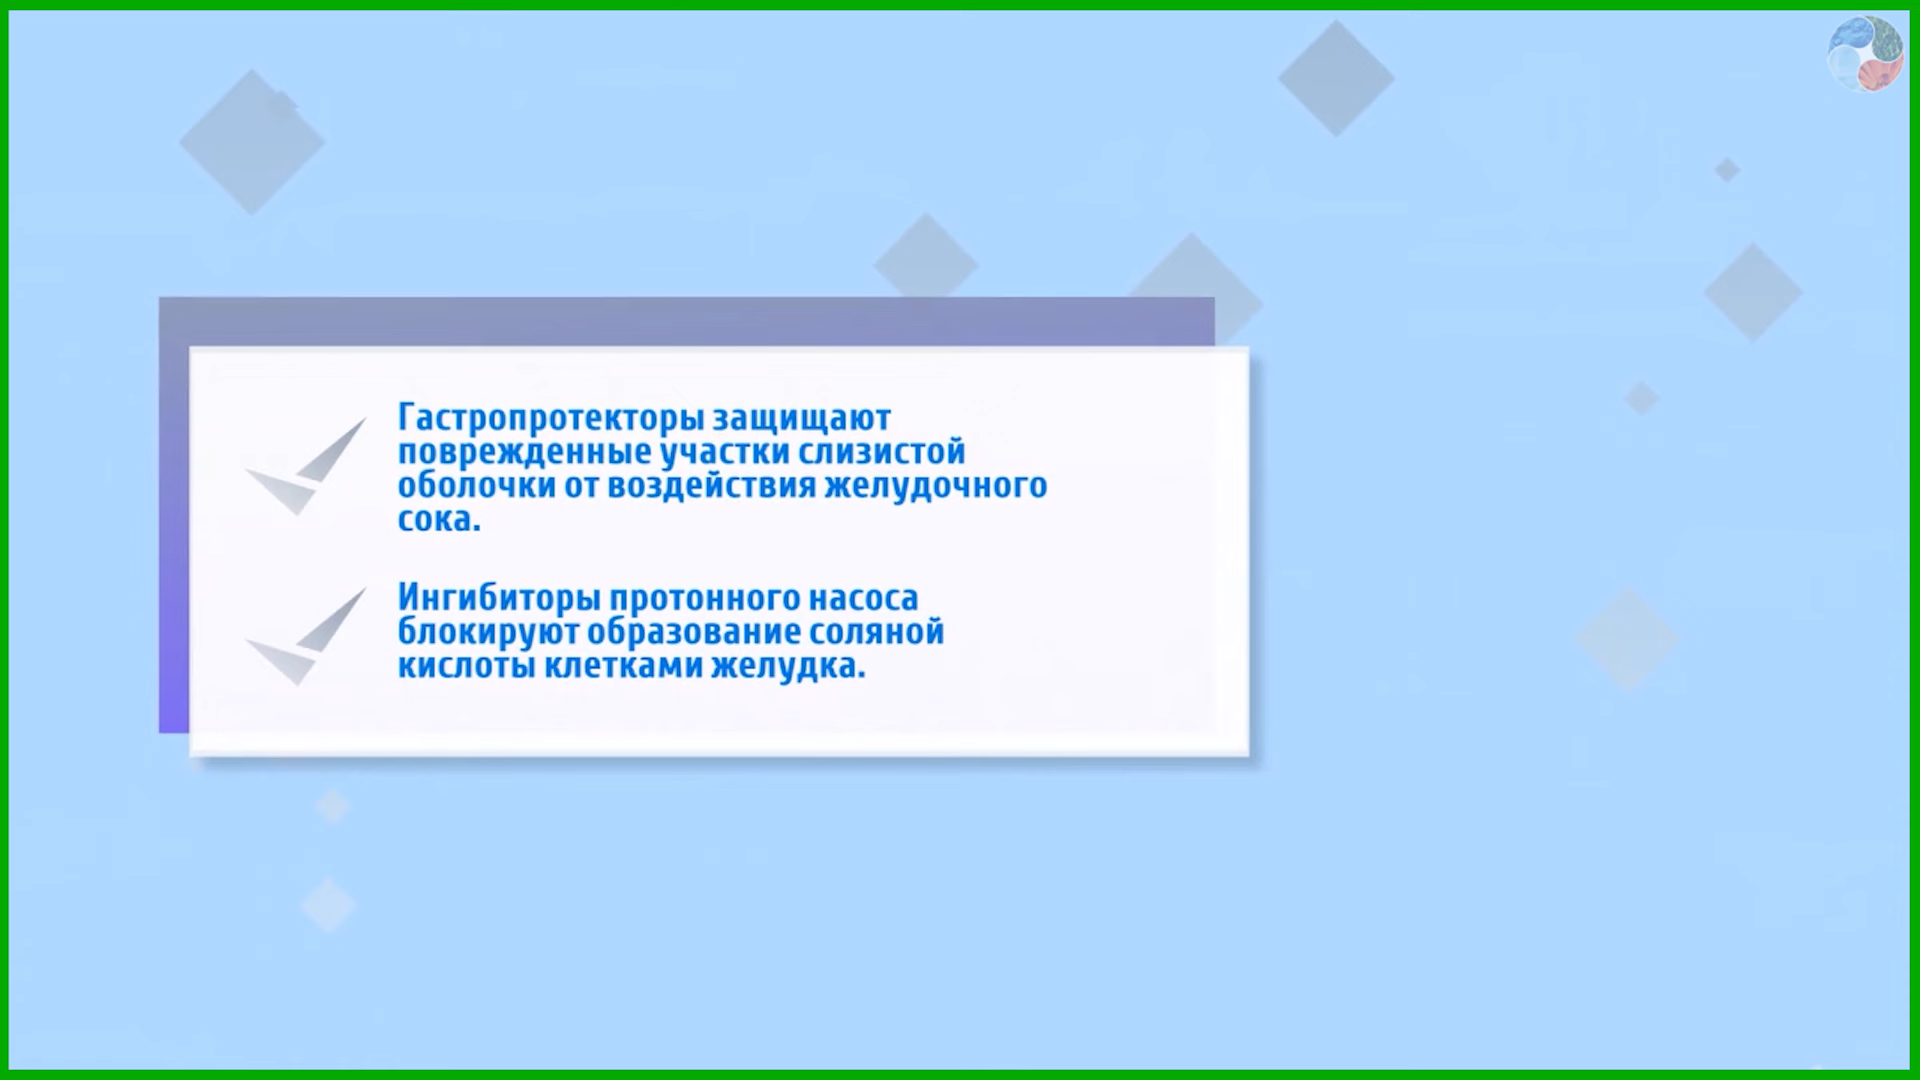 Гастропротекторы защищают
поврежденные участки слизистой
оболочки от воздействия желудочного
сока.
Ингибиторы протонного насоса
блокируют образование соляной
кислоты клетками желудка.